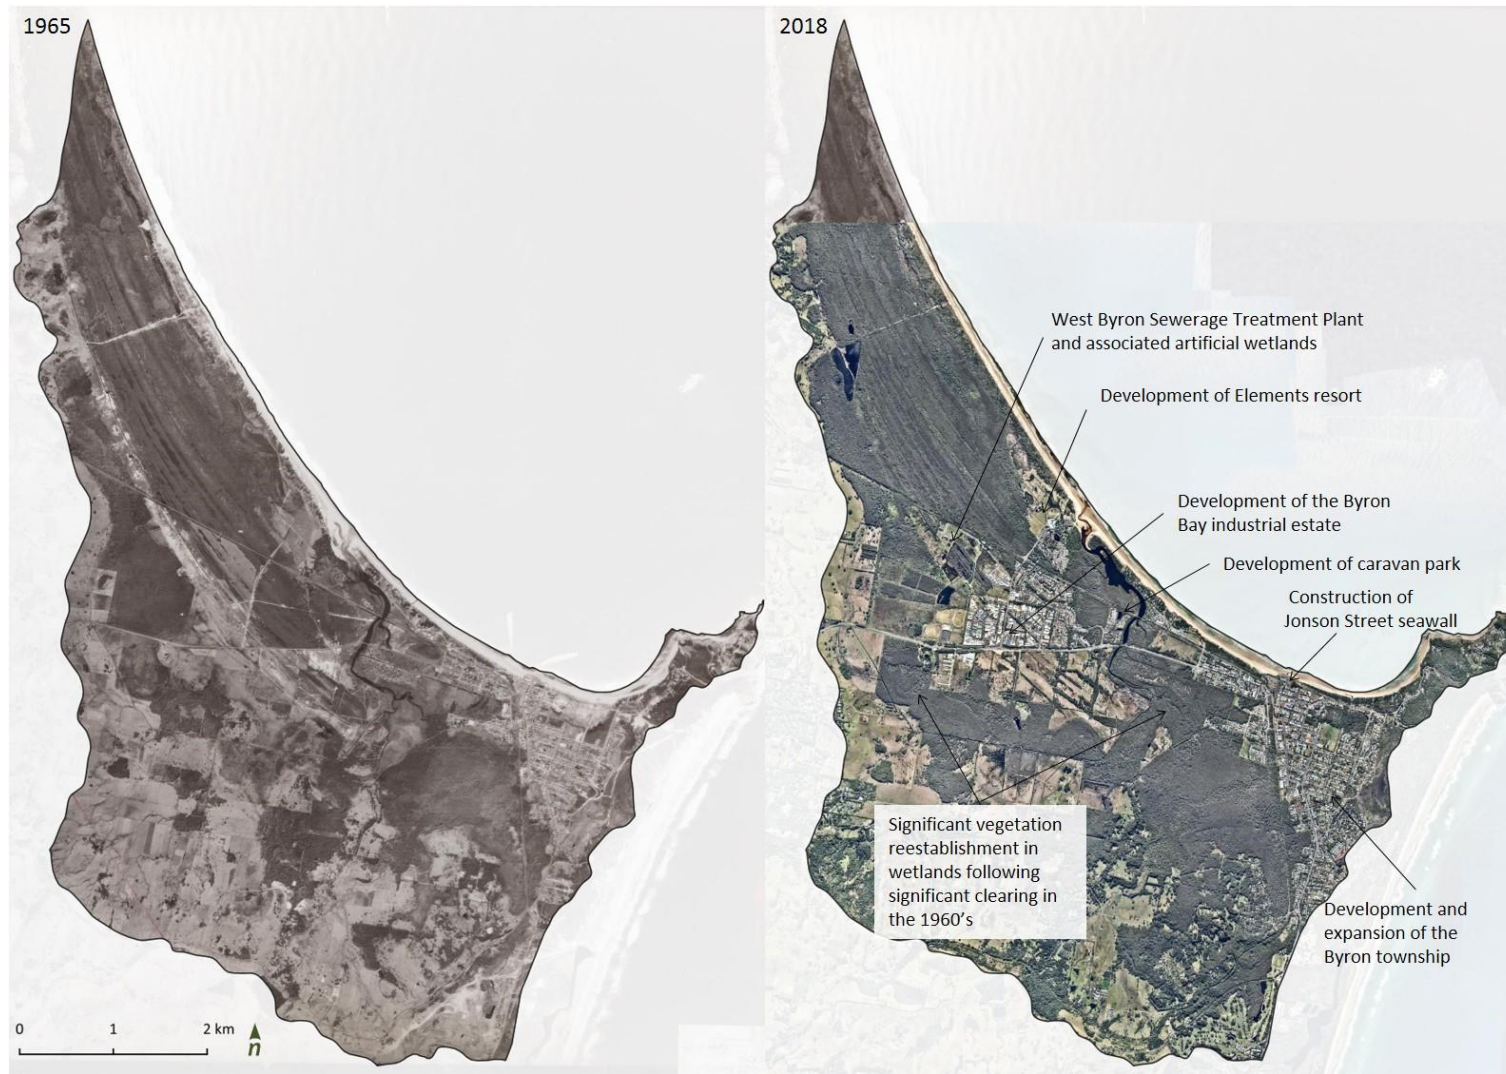 1965
2018
West Byron Sewerage Treatment Plant
and associated artificial wetlands
Development of Elements resort
Development of the Byron
Bay industrial estate
Development of caravan park
Construction of
Jonson Street seawall
Significant vegetation
reestablishment in
wetlands following
significant clearing in
the 1960’s
Development and
expansion of the
Byron township
0 1 2 km
n